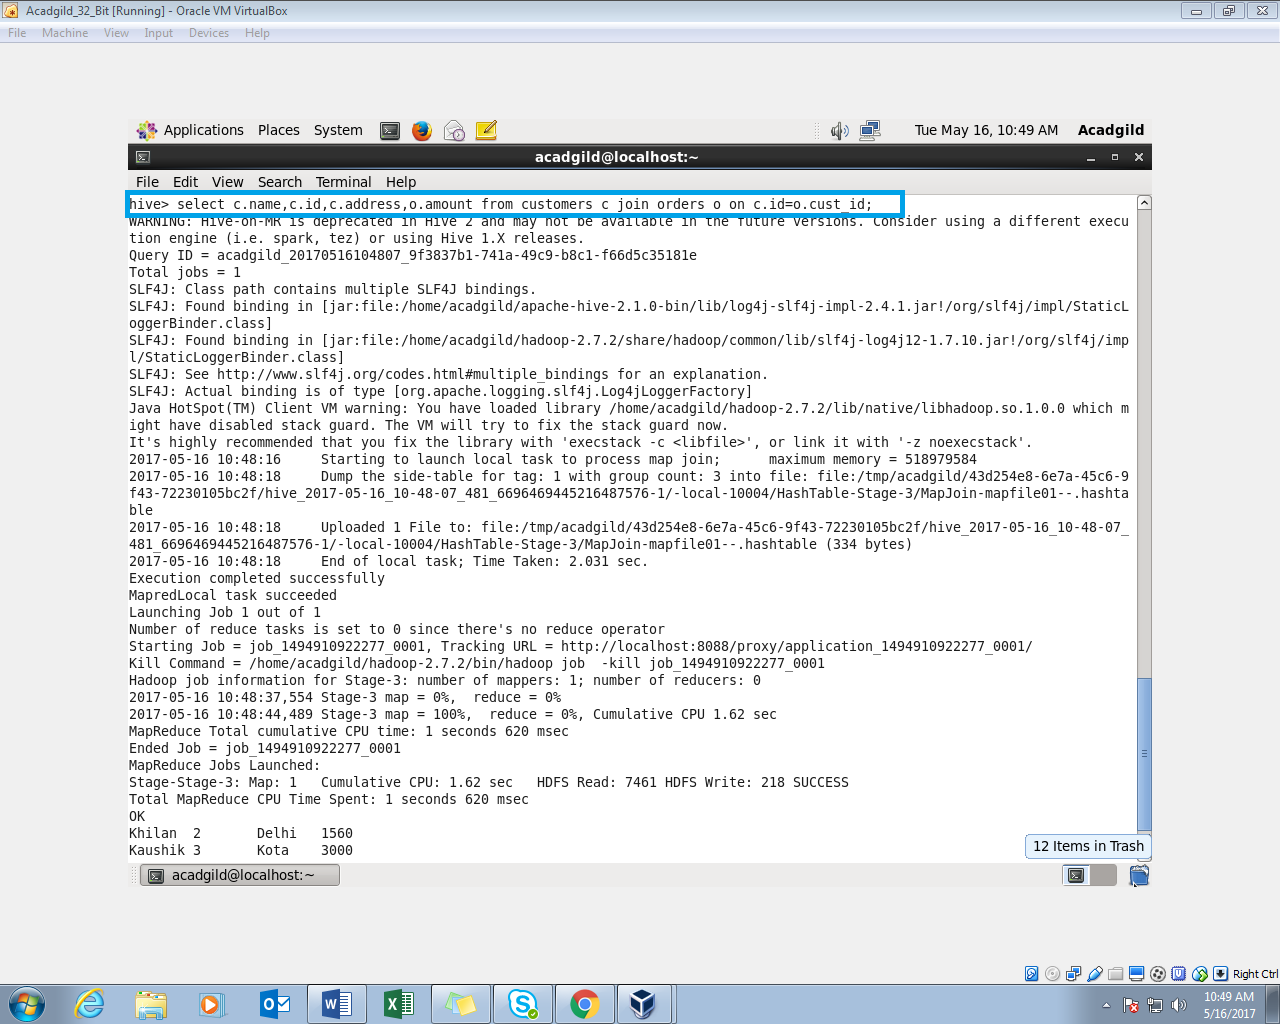 Acadgild_32_Bit [Running] - Oracle VM VirtualBox
File Machine View Input Devices Help
Applications Places System Tue May 16, 10:49 AM Acadgild
acadgild@localhost:~
File Edit View Search Terminal Help
hive> select c.name,c.id,c.address,o.amount from customers c join orders o on c.id=o.cust_id;
WARNING: Hive-on-MR is deprecated in Hive 2 and may not be available in the future versions. Consider using a different execu
tion engine (i.e. spark, tez) or using Hive 1.X releases.
Query ID = acadgild_20170516104807_9f3837b1-741a-49c9-b8c1-f66d5c35181e
Total jobs = 1
SLF4J: Class path contains multiple SLF4J bindings.
SLF4J: Found binding in [jar:file:/home/acadgild/apache-hive-2.1.0-bin/lib/log4j-slf4j-impl-2.4.1.jar!/org/slf4j/impl/StaticL
oggerBinder.class]
SLF4J: Found binding in [jar:file:/home/acadgild/hadoop-2.7.2/share/hadoop/common/lib/slf4j-log4j12-1.7.10.jar!/org/slf4j/imp
l/StaticLoggerBinder.class]
SLF4J: See http://www.slf4j.org/codes.html#multiple_bindings for an explanation.
SLF4J: Actual binding is of type [org.apache.logging.slf4j.Log4jLoggerFactory]
Java HotSpot(TM) Client VM warning: You have loaded library /home/acadgild/hadoop-2.7.2/lib/native/libhadoop.so.1.0.0 which m
ight have disabled stack guard. The VM will try to fix the stack guard now.
It's highly recommended that you fix the library with 'execstack -c <libfile>', or link it with '-z noexecstack'.
2017-05-16 10:48:16 Starting to launch local task to process map join; maximum memory = 518979584
2017-05-16 10:48:18 Dump the side-table for tag: 1 with group count: 3 into file: file:/tmp/acadgild/43d254e8-6e7a-45c6-9
f43-72230105bc2f/hive_2017-05-16_10-48-07_481_6696469445216487576-1/-local-10004/HashTable-Stage-3/MapJoin-mapfile01--.hashta
ble
2017-05-16 10:48:18 Uploaded 1 File to: file:/tmp/acadgild/43d254e8-6e7a-45c6-9f43-72230105bc2f/hive_2017-05-16_10-48-07_
481_6696469445216487576-1/-local-10004/HashTable-Stage-3/MapJoin-mapfile01--.hashtable (334 bytes)
2017-05-16 10:48:18 End of local task; Time Taken: 2.031 sec.
Execution completed successfully
MapredLocal task succeeded
Launching Job 1 out of 1
Number of reduce tasks is set to 0 since there's no reduce operator
Starting Job = job_1494910922277_0001, Tracking URL = http://localhost:8088/proxy/application_1494910922277_0001/
Kill Command = /home/acadgild/hadoop-2.7.2/bin/hadoop job -kill job_1494910922277_0001
Hadoop job information for Stage-3: number of mappers: 1; number of reducers: 0
2017-05-16 10:48:37,554 Stage-3 map = 0%, reduce = 0%
2017-05-16 10:48:44,489 Stage-3 map = 100%, reduce = 0%, Cumulative CPU 1.62 sec
MapReduce Total cumulative CPU time: 1 seconds 620 msec
Ended Job = job_1494910922277_0001
MapReduce Jobs Launched:
Stage-Stage-3: Map: 1 Cumulative CPU: 1.62 sec HDFS Read: 7461 HDFS Write: 218 SUCCESS
Total MapReduce CPU Time Spent: 1 seconds 620 msec
OK
Khilan 2 Delhi 1560
Kaushik 3 Kota 3000
12 Items in Trash
acadgild@localhost:~
Right Ctrl
10:49 AM
5/16/2017